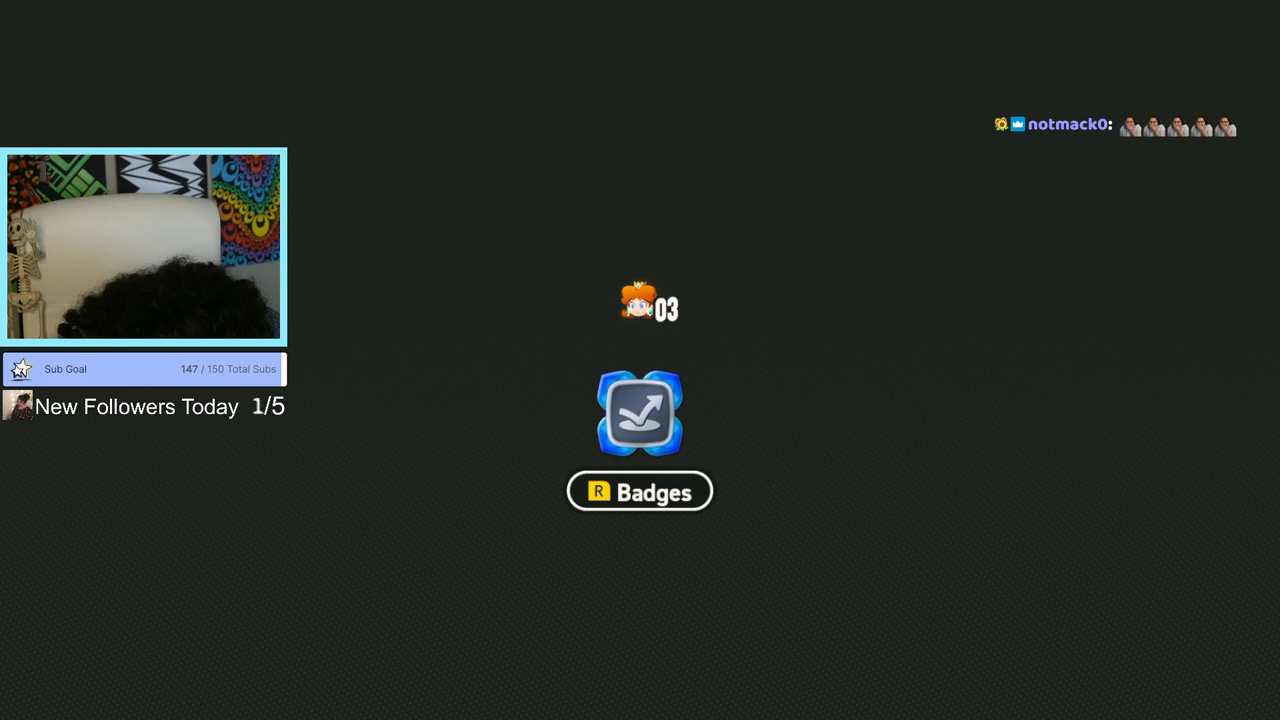 notmack0:
Sub Goal 147 / 150 Total Subs
New Followers Today 1/5
03
R Badges